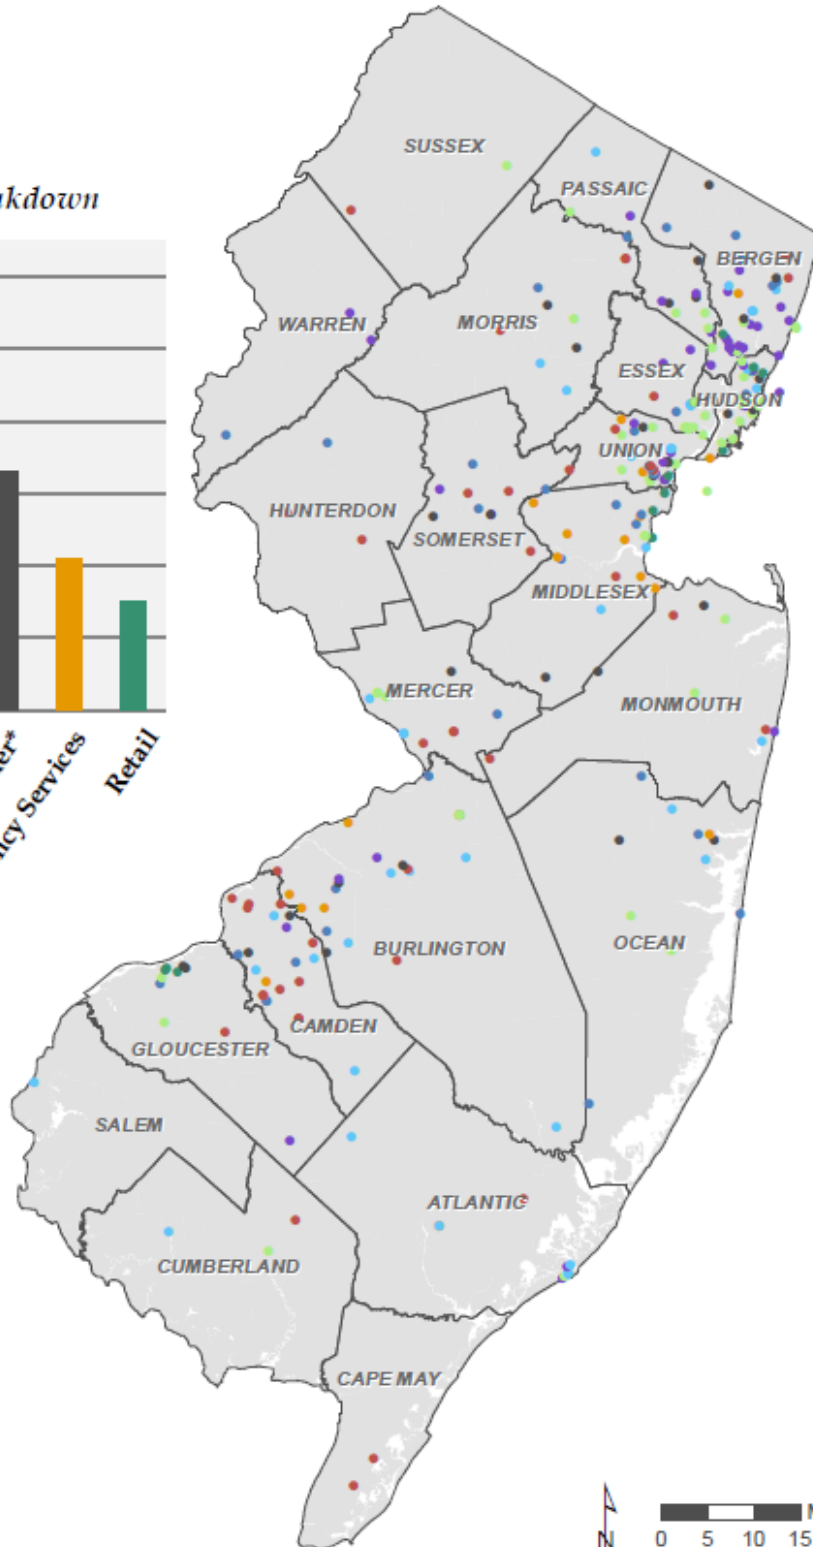 SUSSEX
PASSAIC
BERGEN
WARREN
MORRIS
ESSEX
HUDSON
UNION
HUNTERDON
SOMERSET
MIDDLESEX
MERCER
MONMOUTH
OCEAN
BURLINGTON
CAMDEN
GLOUCESTER
SALEM
ATLANTIC
CUMBERLAND
CAPE MAY
Services
Retail
N
0 5 10 15